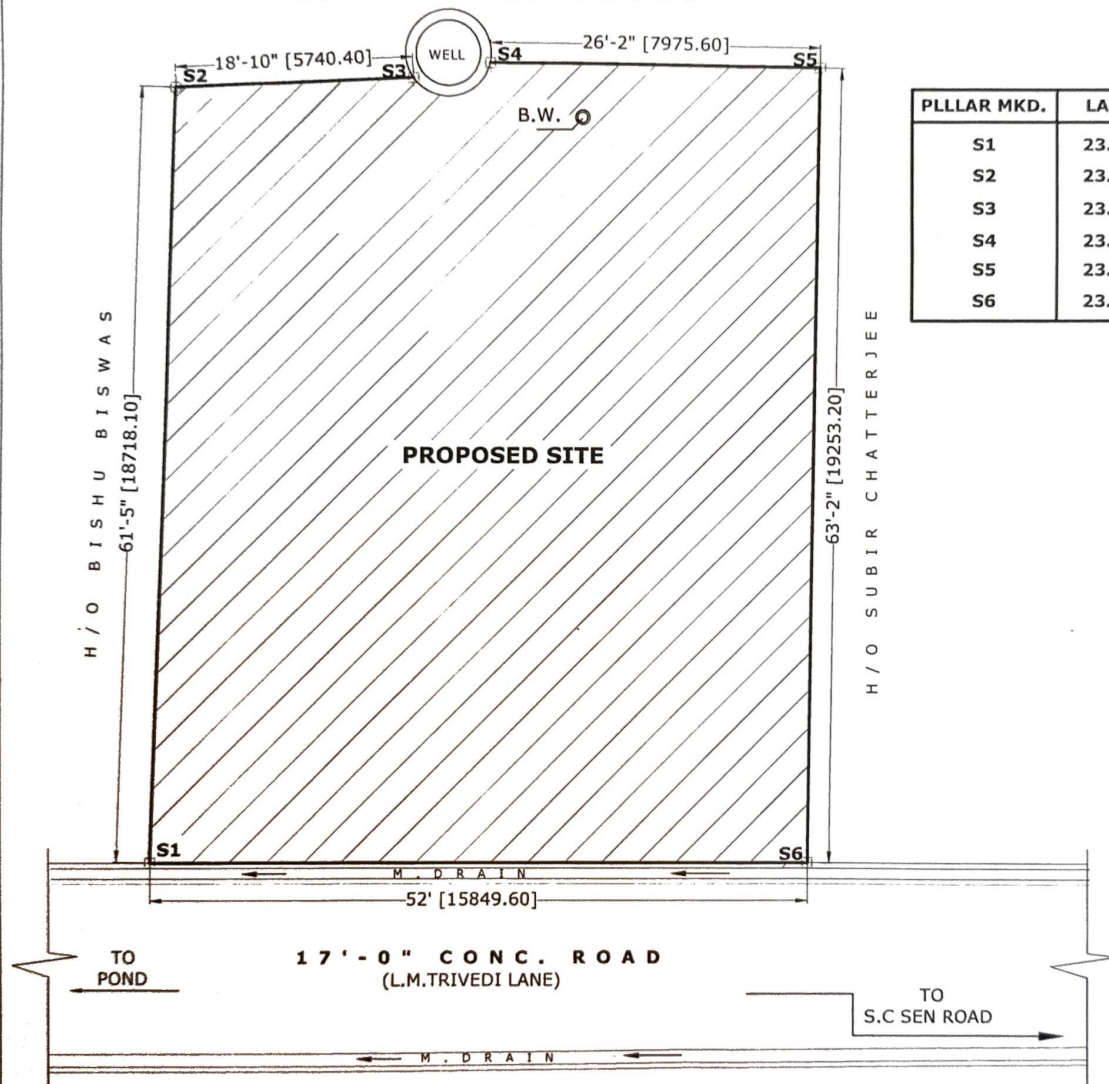 18'-10" [5740.40]
WELL
26'-2" [7975.60]
S2
S3
S4
S5
B.W.
PLLLAR MKD. LA
S1 23.
S2 23.
S3 23.
S4 23.
S5 23.
S6 23.
H/O BISHU BISWAS
61'-5" [18718.10]
PROPOSED SITE
63'-2" [19253.20]
H/O SUBIR CHATTERJEE
S1
S6
M. DRAIN
52' [15849.60]
TO
POND
17'-0" CONC. ROAD
(L.M.TRIVEDI LANE)
TO
S.C SEN ROAD
M. DRAIN